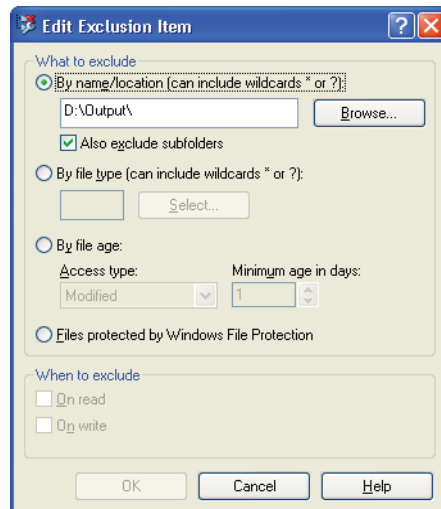 Edit Exclusion Item
What to exclude
By name/location (can include wildcards * or ?):
D:\Output\
Browse...
Also exclude subfolders
By file type (can include wildcards * or ?):
Select...
By file age:
Access type: Minimum age in days:
Modified 1
Files protected by Windows File Protection
When to exclude
On read
On write
OK Cancel Help